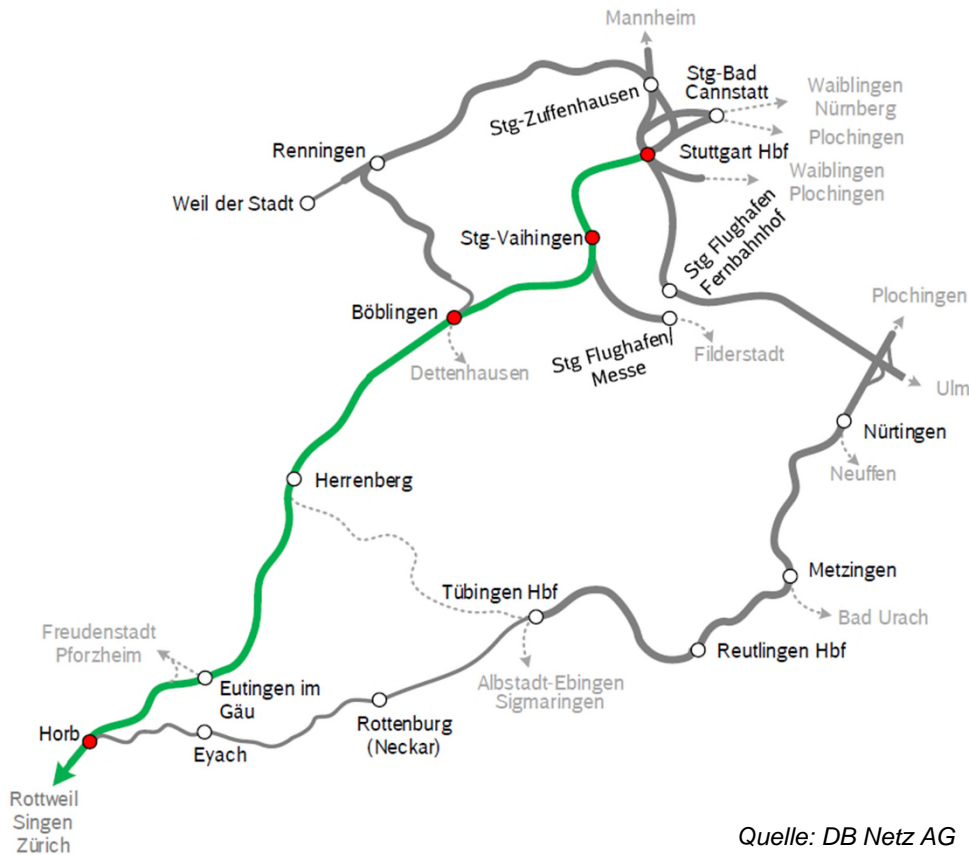 Mannheim
Stg-Bad
Cannstatt
Stg-Zuffenhausen
Waiblingen
Nürnberg
Plochingen
Renningen
Stuttgart Hbf
Waiblingen
Plochingen
Weil der Stadt
Stg-Vaihingen
Stg Flughafen
Fernbahnhof
Plochingen
Böblingen
Dettenhausen
Stg Flughafen/
Messe
Filderstadt
Ulm
Nürtingen
Neuffen
Herrenberg
Metzingen
Tübingen Hbf
Bad Urach
Freudenstadt
Pforzheim
Reutlingen Hbf
Albstadt-Ebingen
Sigmaringen
Eutingen im
Gäu
Rottenburg
(Neckar)
Horb
Eyach
Rottweil
Singen
Zürich
Quelle: DB Netz AG